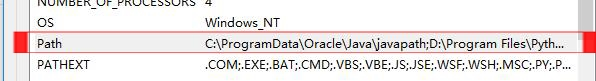 NUMBER_OF_PROCESSORS 4
OS Windows_NT
Path C:\ProgramData\Oracle\Java\javapath;D:\Program Files\Pyth...
PATHEXT .COM;.EXE;.BAT;.CMD;.VBS;.VBE;.JS;.JSE;.WSF;.WSH;.MSC;.PY;.P...